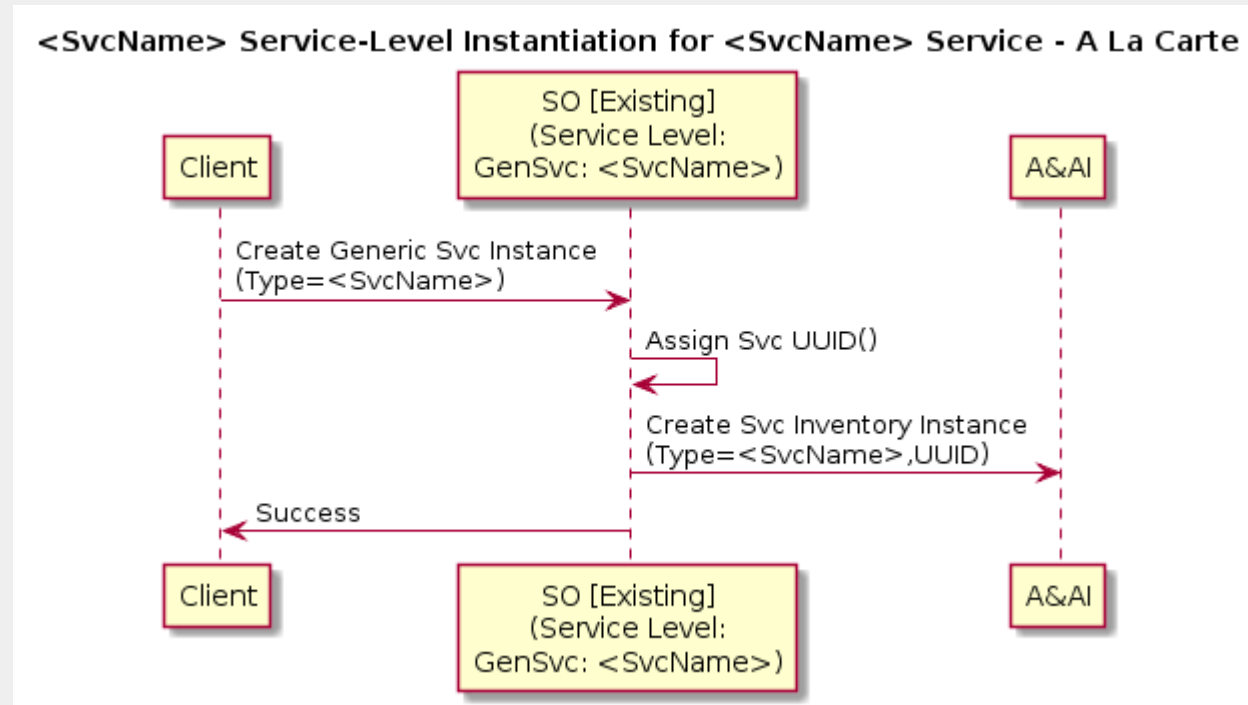 <SvcName> Service-Level Instantiation for <SvcName> Service - A La Carte
Client
SO [Existing]
(Service Level:
GenSvc: <SvcName>)
A&AI
Create Generic Svc Instance
(Type=<SvcName>)
Assign Svc UUID()
Create Svc Inventory Instance
(Type=<SvcName>,UUID)
Success
Client
SO [Existing]
(Service Level:
GenSvc: <SvcName>)
A&AI